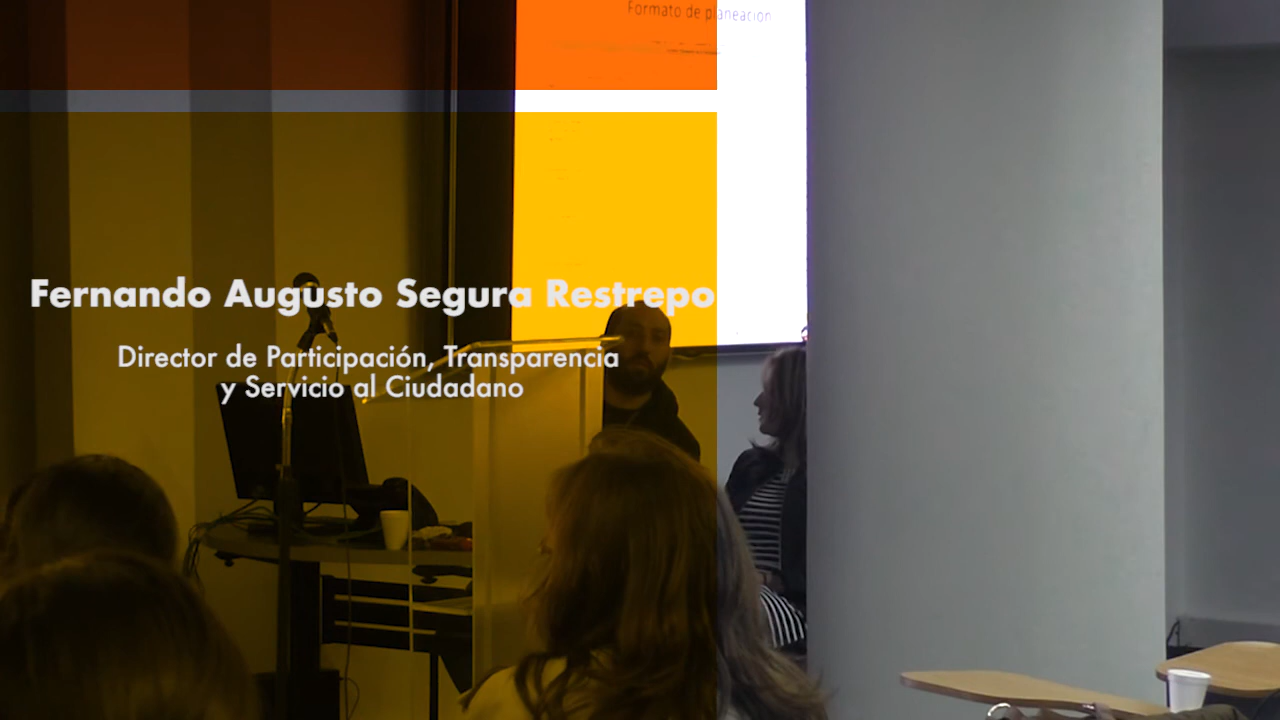 Formato de planeación
Fernando Augusto Segura Restrepo
Director de Participación, Transparencia
y Servicio al Ciudadano